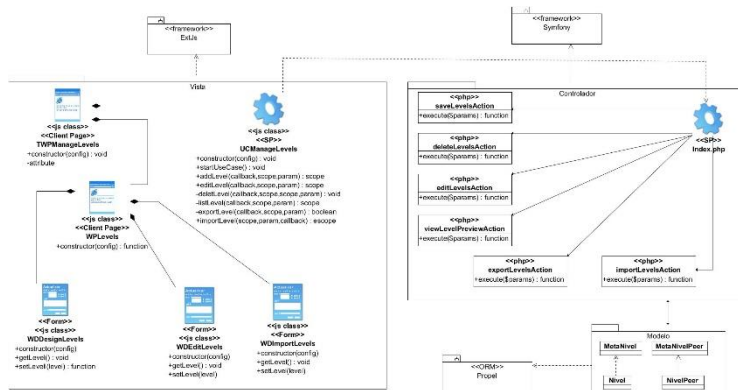 <<framework>>
ExtJs
<<framework>>
Symfony
Vista
<<js class>>
<<Client Page>>
TWPManageLevels
+constructor(config) : void
-attribute
<<js class>>
<<SP>>
UCManageLevels
+constructor(config) : void
+startUseCase() : void
+addLevel(callback,scope,param) : scope
+editLevel(callback,scope,param) : scope
-deleteLevel(callback,scope,param) : void
-listLevel(callback,scope,param) : scope
-exportLevel(callback,scope,param) : boolean
+importLevel(scope,param,callback) : escope
<<js class>>
<<Client Page>>
WPLevels
+constructor(config) : function
<<Form>>
<<js class>>
WDDesignLevels
+constructor(config)
+getLevel() : void
+setLevel(level) : function
<<Form>>
<<js class>>
WDEditLevels
+constructor(config)
+getLevel() : void
+setLevel(level)
<<js class>>
<<Form>>
WDImportLevels
+constructor(config)
+getLevel() : void
+setLevel(level)
Controlador
<<php>>
saveLevelsAction
+execute($params) : function
<<php>>
deleteLevelsAction
+execute($params) : function
<<php>>
editLevelsAction
+execute($params) : function
<<php>>
viewLevelPreviewAction
+execute($params) : function
<<php>>
exportLevelsAction
+execute($params) : function
<<php>>
importLevelsAction
+execute($params) : function
<<SP>>
Index.php
<<ORM>>
Propel
Modelo
MetaNivel
MetaNivelPeer
Nivel
NivelPeer